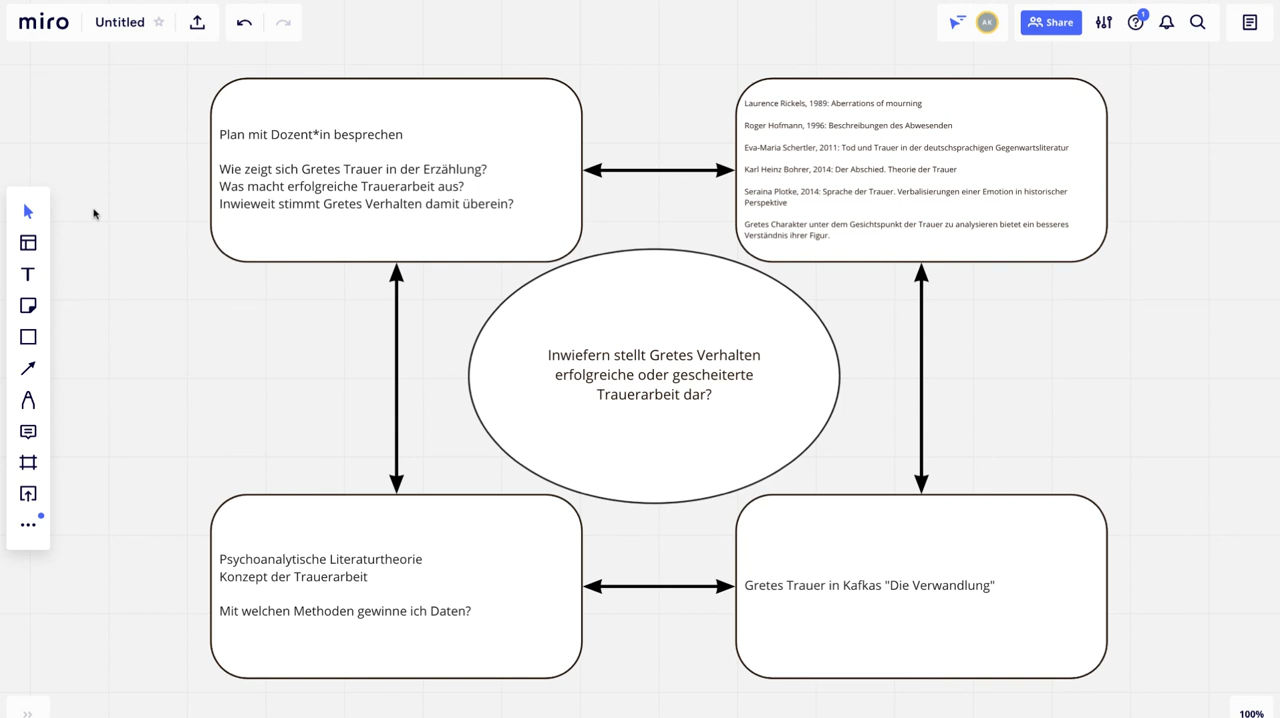 miro
Untitled
AK
Share
1
Plan mit Dozent*in besprechen
Wie zeigt sich Gretes Trauer in der Erzählung?
Was macht erfolgreiche Trauerarbeit aus?
Inwieweit stimmt Gretes Verhalten damit überein?
Laurence Rickels, 1989: Aberrations of mourning
Roger Hofmann, 1996: Beschreibungen des Abwesenden
Eva-Maria Schertler, 2011: Tod und Trauer in der deutschsprachigen Gegenwartsliteratur
Karl Heinz Bohrer, 2014: Der Abschied. Theorie der Trauer
Seraina Plotke, 2014: Sprache der Trauer. Verbalisierungen einer Emotion in historischer
Perspektive
Gretes Charakter unter dem Gesichtspunkt der Trauer zu analysieren bietet ein besseres
Verständnis ihrer Figur.
Inwiefern stellt Gretes Verhalten
erfolgreiche oder gescheiterte
Trauerarbeit dar?
Psychoanalytische Literaturtheorie
Konzept der Trauerarbeit
Mit welchen Methoden gewinne ich Daten?
Gretes Trauer in Kafkas "Die Verwandlung"
100%